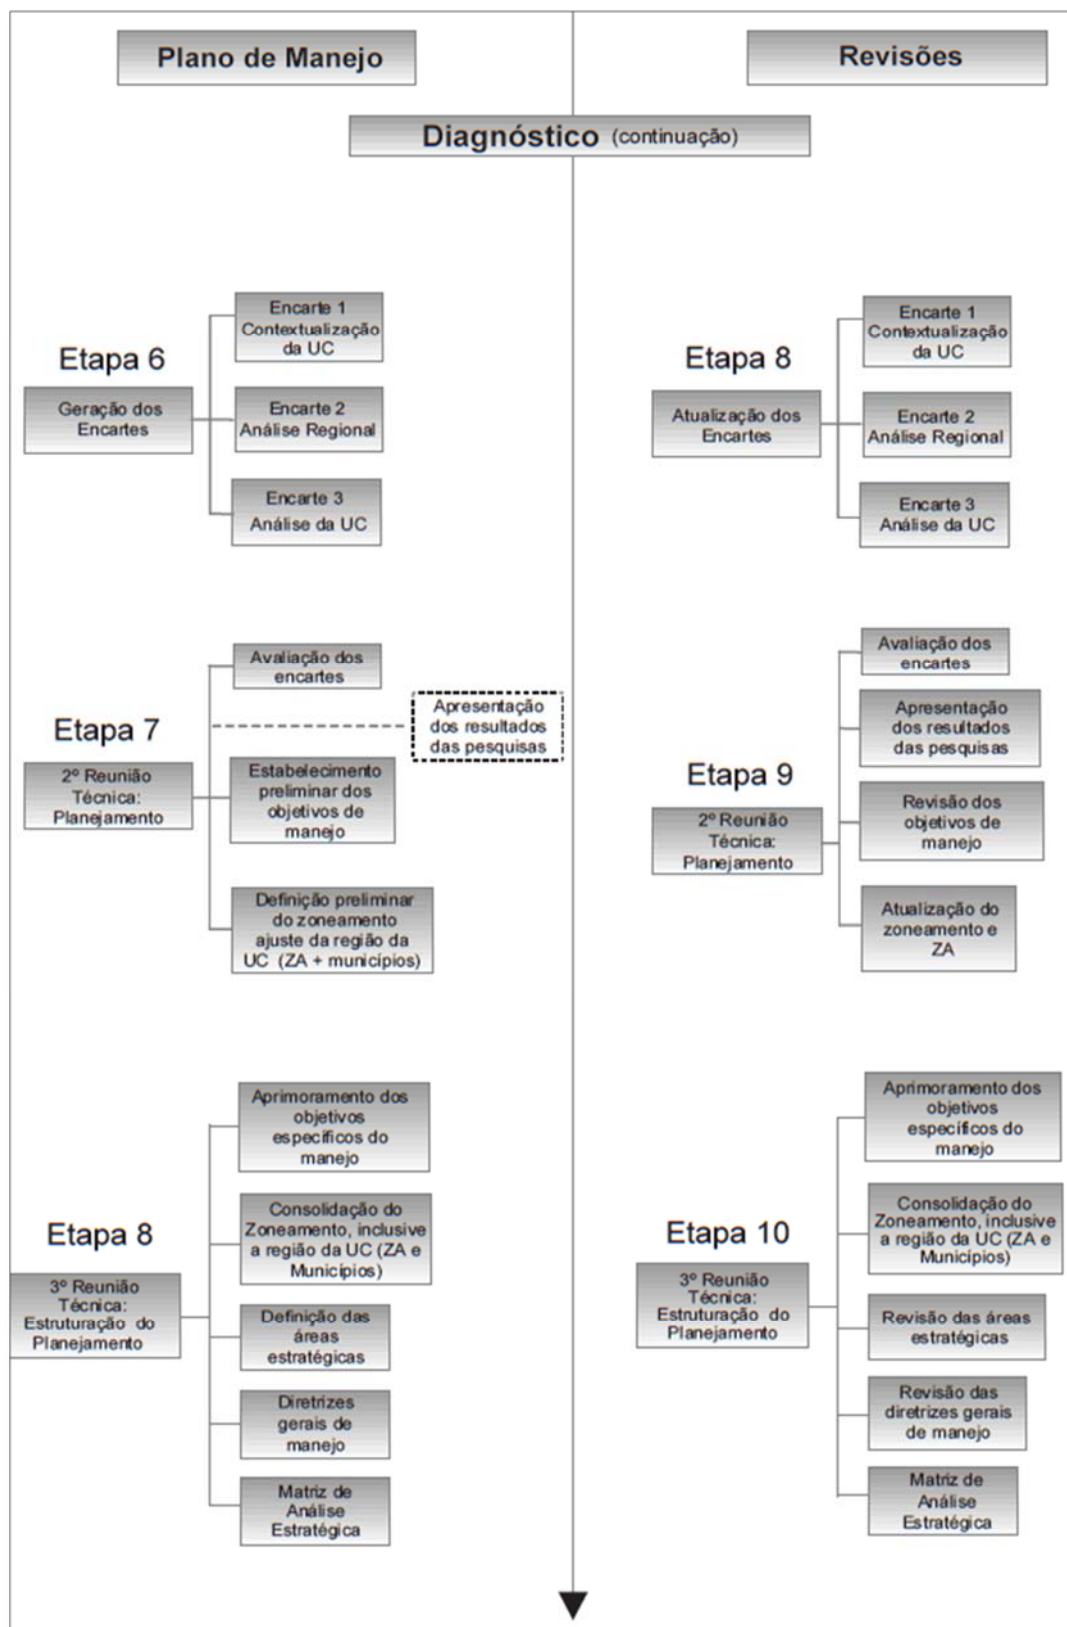 Plano de Manejo
Revisões
Diagnóstico (continuação)
Etapa 6
Geração dos
Encartes
Encarte 1
Contextualização
da UC
Encarte 2
Análise Regional
Encarte 3
Análise da UC
Etapa 8
Atualização dos
Encartes
Encarte 1
Contextualização
da UC
Encarte 2
Análise Regional
Encarte 3
Análise da UC
Etapa 7
2º Reunião
Técnica:
Planejamento
Avaliação dos
encartes
Apresentação
dos resultados
das pesquisas
Estabelecimento
preliminar dos
objetivos de
manejo
Definição preliminar
do zoneamento
ajuste da região da
UC (ZA + municípios)
Etapa 9
2º Reunião
Técnica:
Planejamento
Avaliação dos
encartes
Apresentação
dos resultados
das pesquisas
Revisão dos
objetivos de
manejo
Atualização do
zoneamento e
ZA
Etapa 8
3º Reunião
Técnica:
Estruturação do
Planejamento
Aprimoramento dos
objetivos
específicos do
manejo
Consolidação do
Zoneamento, inclusive
a região da UC (ZA e
Municípios)
Definição das
áreas
estratégicas
Diretrizes
gerais de
manejo
Matriz de
Análise
Estratégica
Etapa 10
3º Reunião
Técnica:
Estruturação do
Planejamento
Aprimoramento dos
objetivos
específicos do
manejo
Consolidação do
Zoneamento, inclusive
a região da UC (ZA e
Municípios)
Revisão das áreas
estratégicas
Revisão das
diretrizes gerais
de manejo
Matriz de
Análise
Estratégica